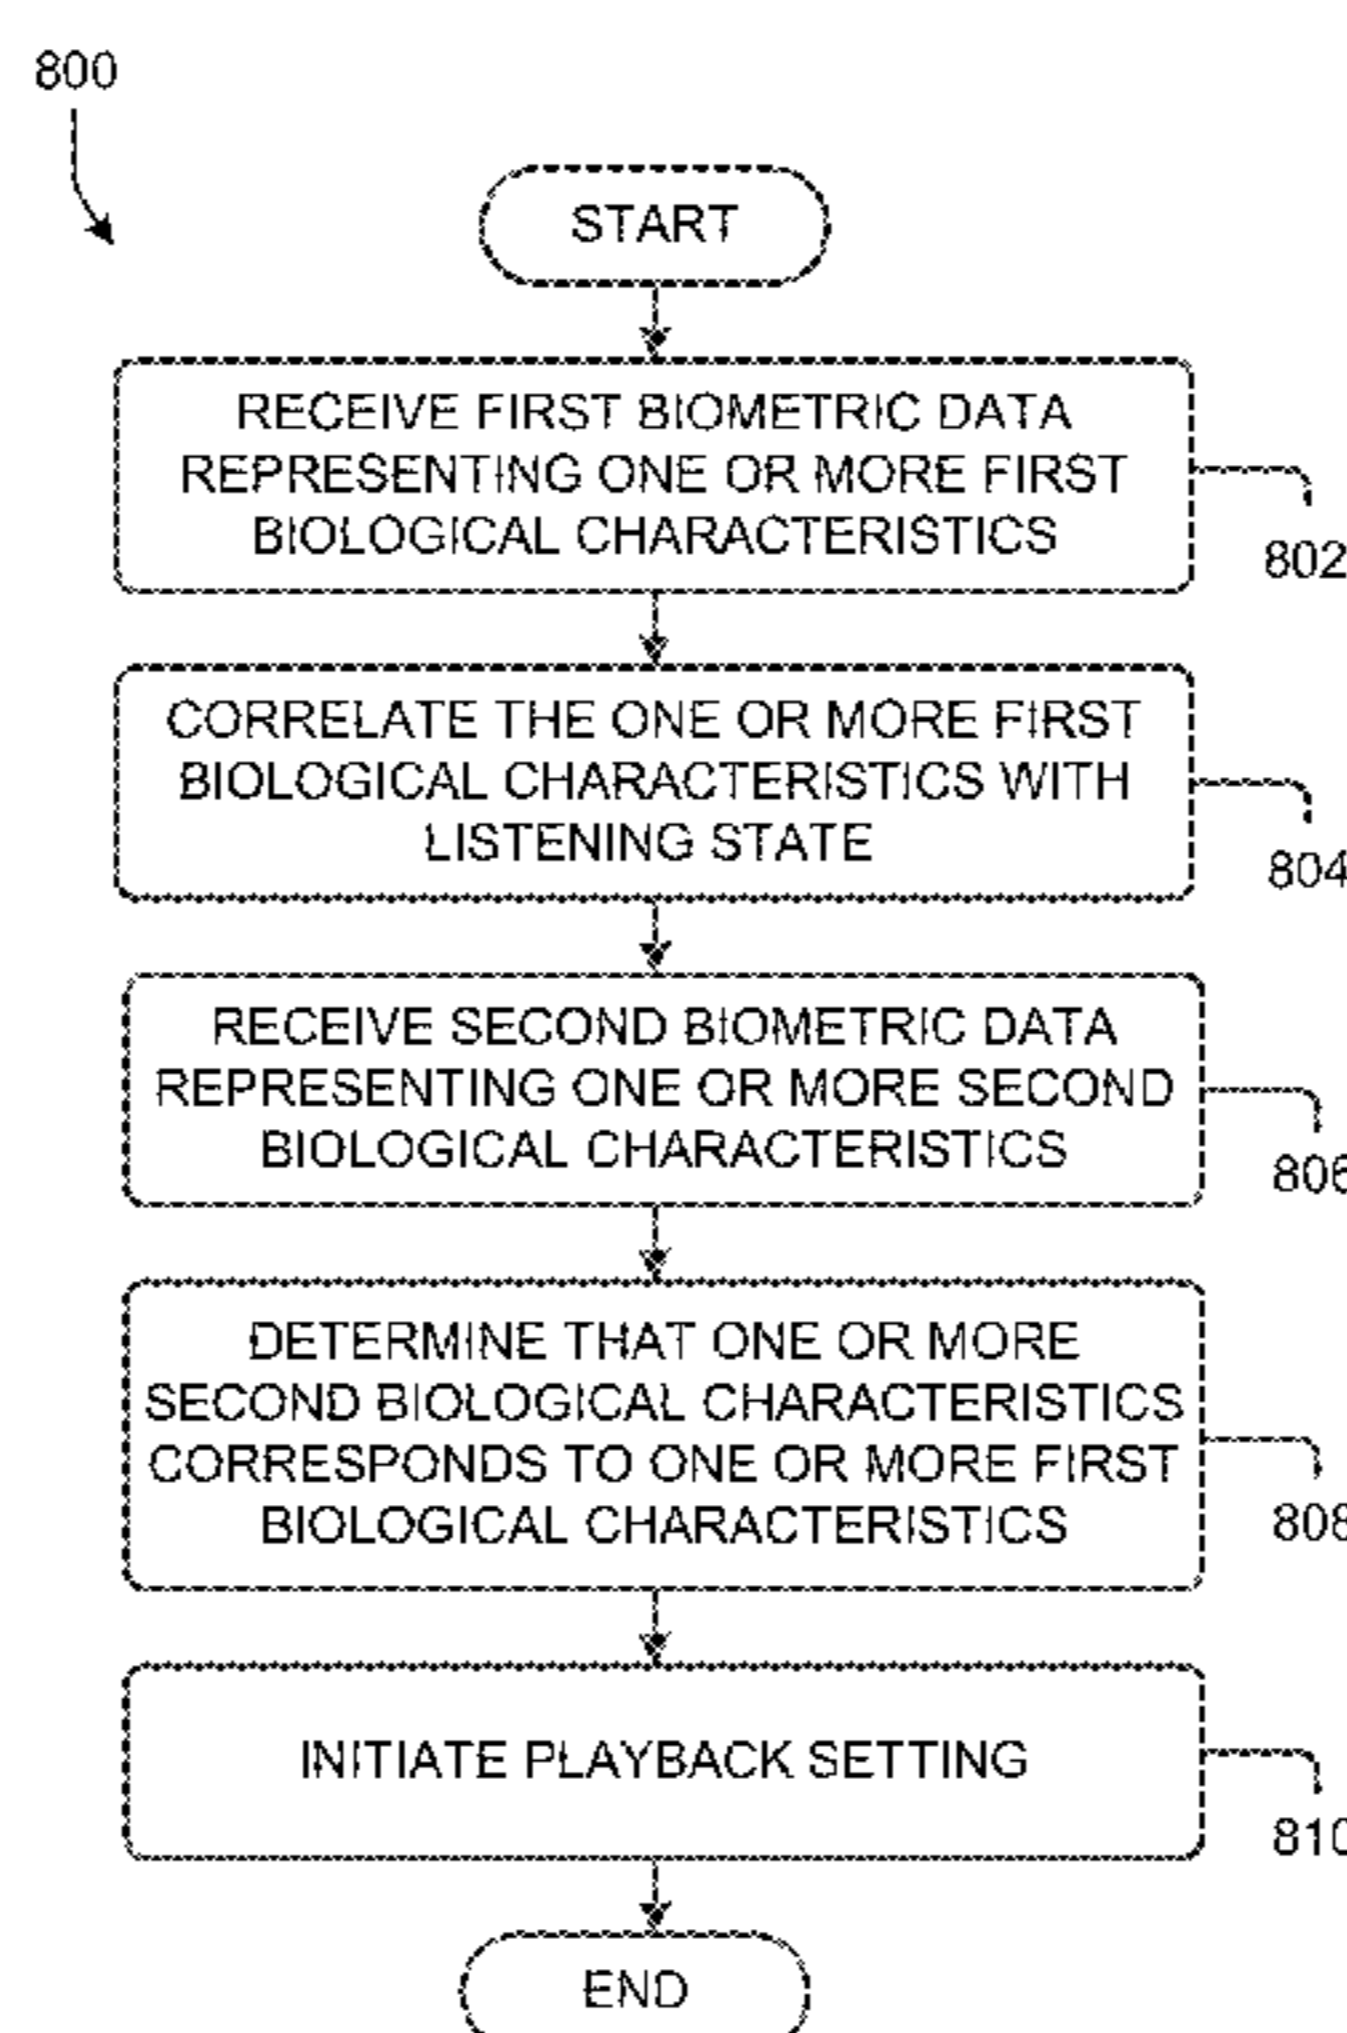 800
START
RECEIVE FIRST BIOMETRIC DATA
REPRESENTING ONE OR MORE FIRST
BIOLOGICAL CHARACTERISTICS
802
CORRELATE THE ONE OR MORE FIRST
BIOLOGICAL CHARACTERISTICS WITH
LISTENING STATE
804
RECEIVE SECOND BIOMETRIC DATA
REPRESENTING ONE OR MORE SECOND
BIOLOGICAL CHARACTERISTICS
806
DETERMINE THAT ONE OR MORE
SECOND BIOLOGICAL CHARACTERISTICS
CORRESPONDS TO ONE OR MORE FIRST
BIOLOGICAL CHARACTERISTICS
808
INITIATE PLAYBACK SETTING
810
END